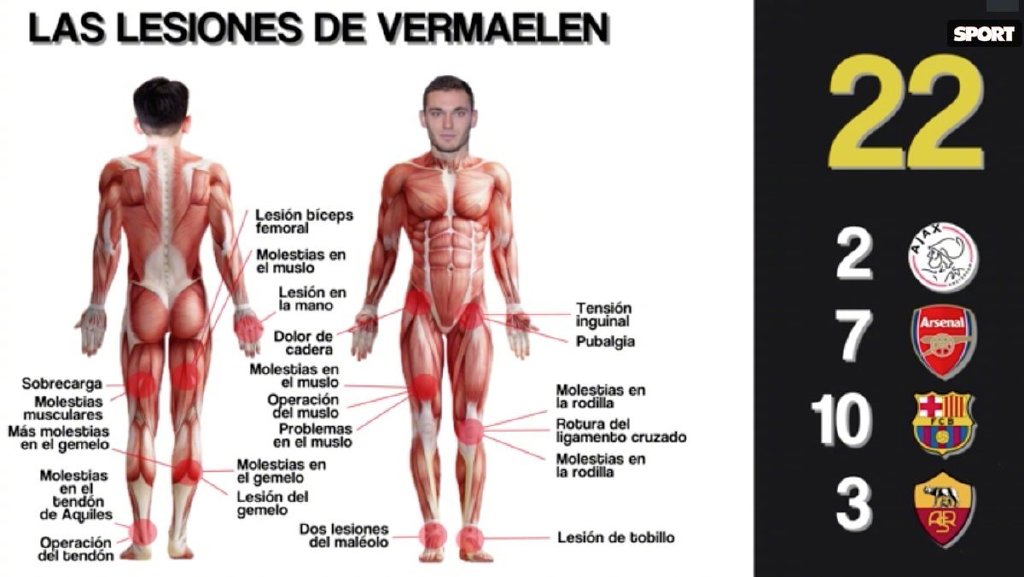 LAS LESIONES DE VERMAELEN
SPORT
22
Lesión bíceps
femoral
Molestias en
el muslo
Lesión en
la mano
Dolor de
cadera
Tensión
inguinal
Pubalgia
Molestias en
el muslo
Operación
del muslo
Problemas
en el muslo
Sobrecarga
Molestias
musculares
Más molestias
en el gemelo
Molestias en
la rodilla
Rotura del
ligamento cruzado
Molestias en
la rodilla
Molestias
en el
tendón
de Aquiles
Operación
del tendón
Molestias en
el gemelo
Lesión del
gemelo
Dos lesiones
del maléolo
Lesión de tobillo
2
AJAX
7
Arsenal
10
FCB
3
ASR